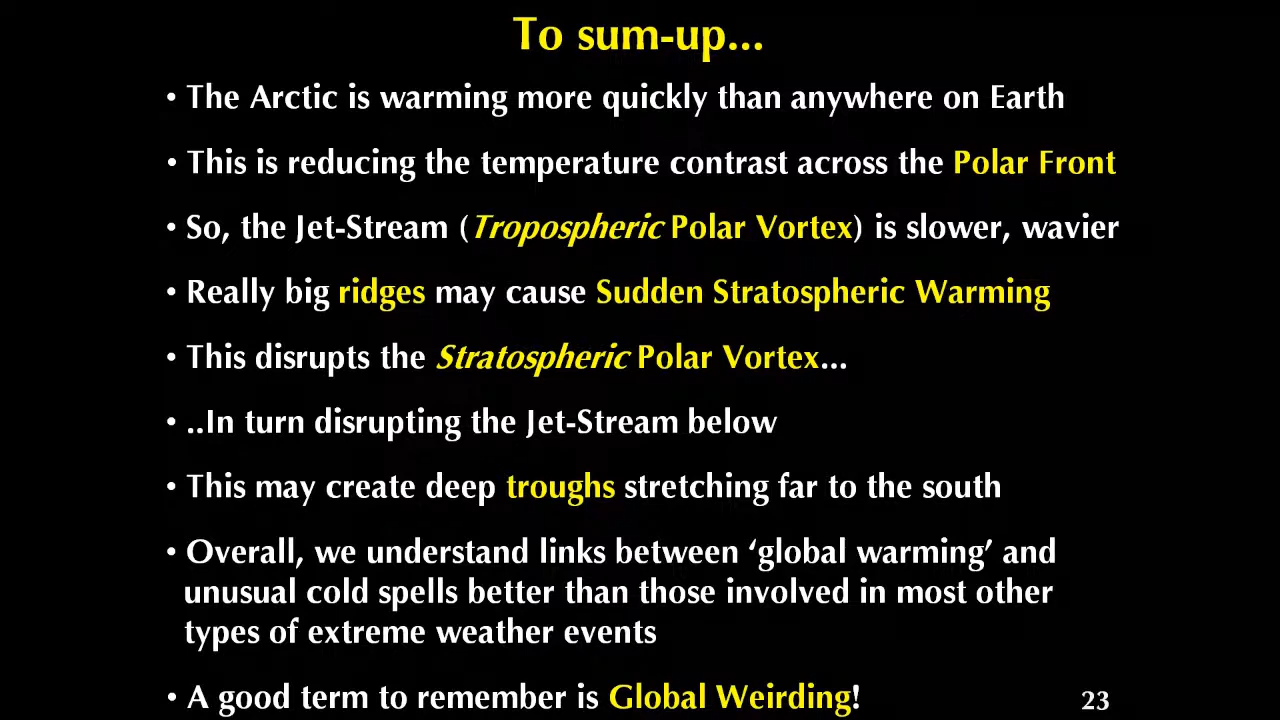 To sum-up...
• The Arctic is warming more quickly than anywhere on Earth
• This is reducing the temperature contrast across the Polar Front
• So, the Jet-Stream (Tropospheric Polar Vortex) is slower, wavier
• Really big ridges may cause Sudden Stratospheric Warming
• This disrupts the Stratospheric Polar Vortex...
• ..In turn disrupting the Jet-Stream below
• This may create deep troughs stretching far to the south
• Overall, we understand links between ‘global warming’ and
unusual cold spells better than those involved in most other
types of extreme weather events
• A good term to remember is Global Weirding!
23